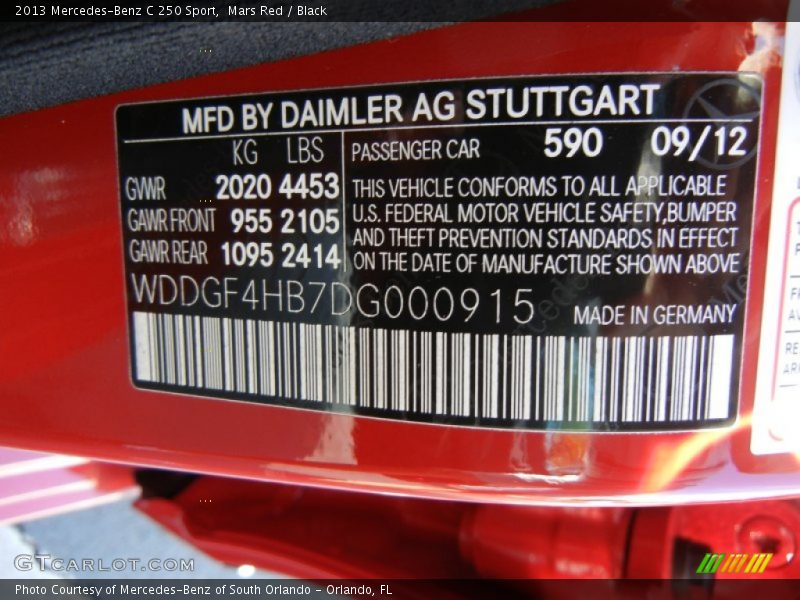 2013 Mercedes-Benz C 250 Sport,  Mars Red / Black
MFD BY DAIMLER AG STUTTGART
KG LBS PASSENGER CAR 590 09/12
GWR 2020 4453 THIS VEHICLE CONFORMS TO ALL APPLICABLE
GAWR FRONT 955 2105 U.S. FEDERAL MOTOR VEHICLE SAFETY,BUMPER
GAWR REAR 1095 2414 AND THEFT PREVENTION STANDARDS IN EFFECT
ON THE DATE OF MANUFACTURE SHOWN ABOVE
WDDGF4HB7DG000915 MADE IN GERMANY
GTCARLOT.COM
Photo Courtesy of Mercedes-Benz of South Orlando - Orlando, FL